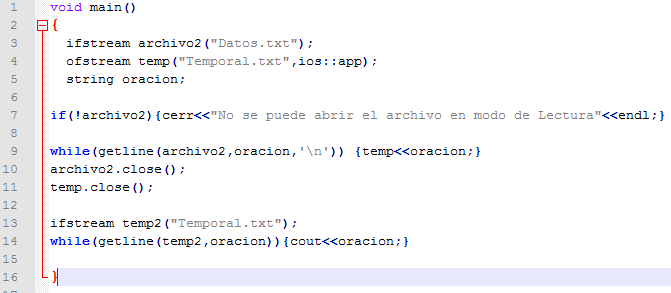 1 void main()
2 {
3 ifstream archivo2("Datos.txt");
4 ofstream temp("Temporal.txt",ios::app);
5 string oracion;
6
7 if(!archivo2){cerr<<"No se puede abrir el archivo en modo de Lectura"<<endl;}
8
9 while(getline(archivo2,oracion,'\n')) {temp<<oracion;}
10 archivo2.close();
11 temp.close();
12
13 ifstream temp2("Temporal.txt");
14 while(getline(temp2,oracion)){cout<<oracion;}
15
16 }